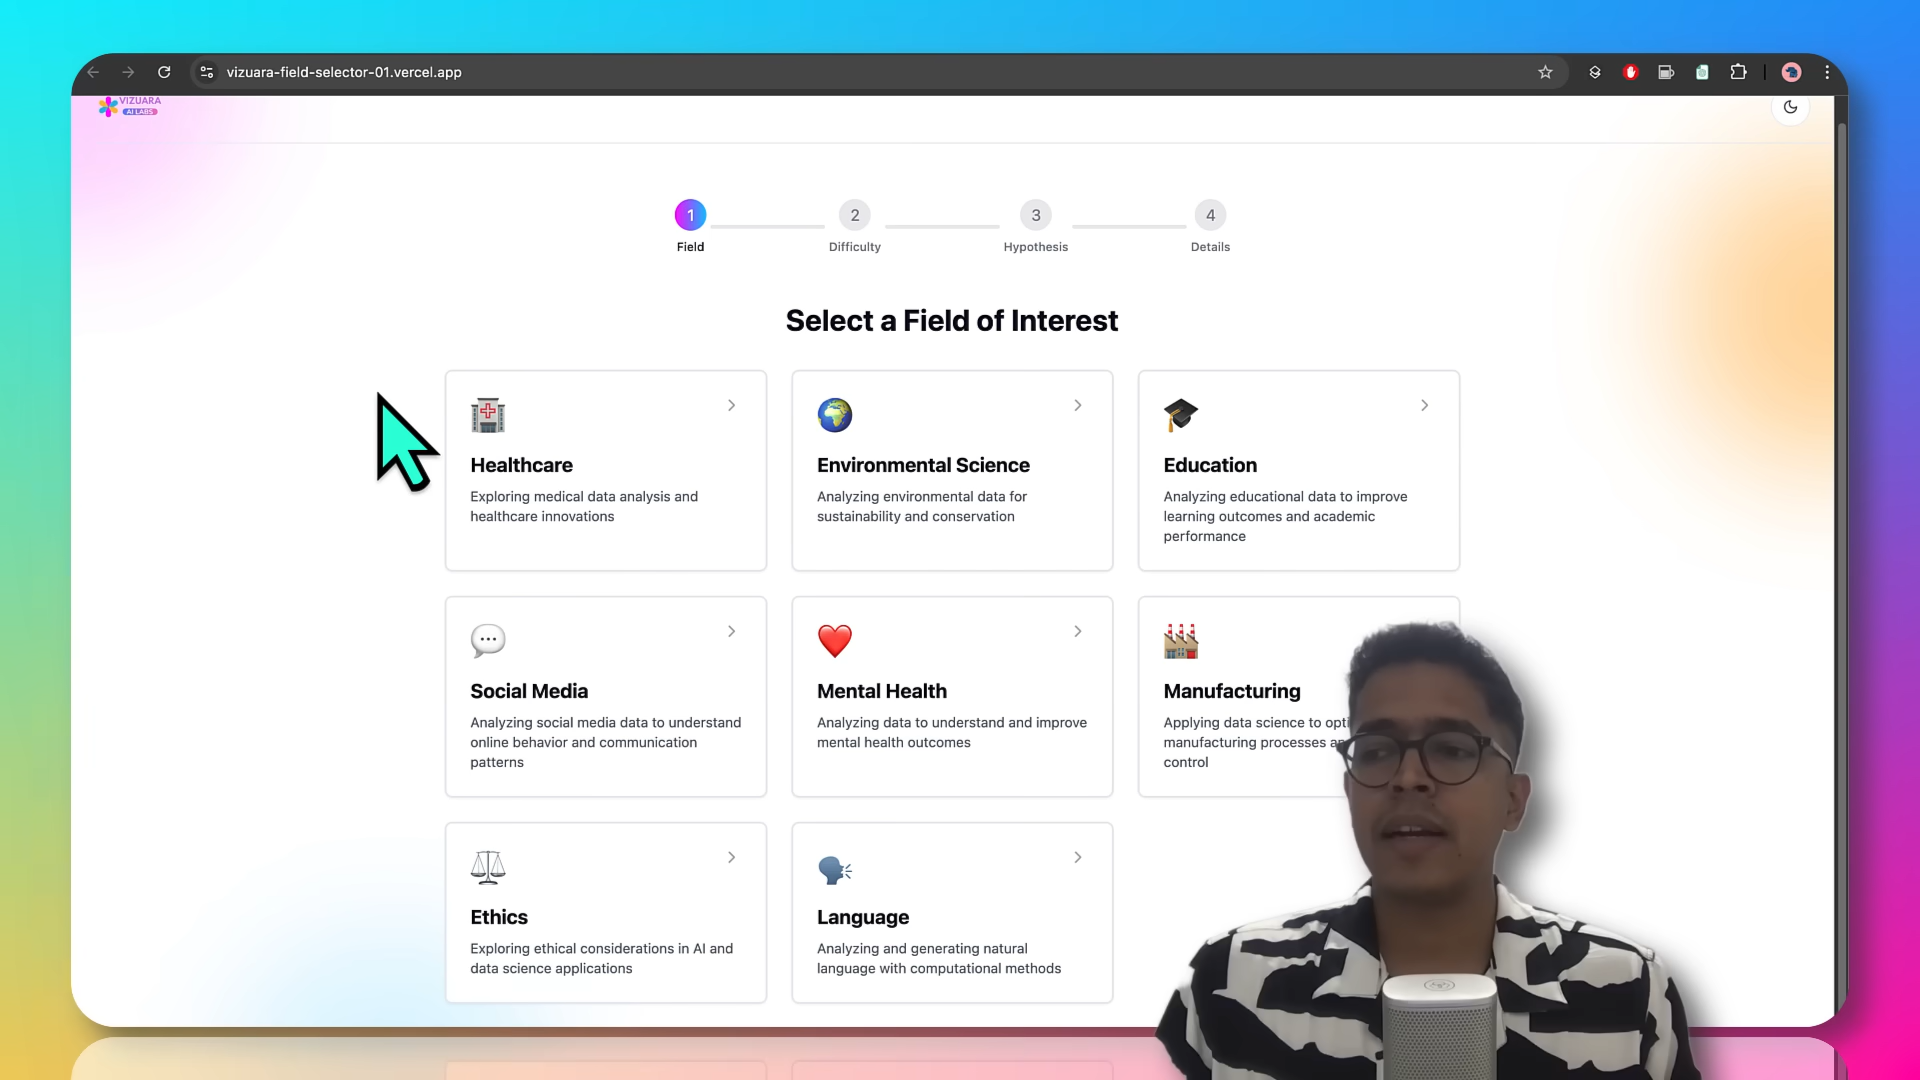 vizuara-field-selector-01.vercel.app
VIZUARA
AI LABS
1
2
3
4
Field
Difficulty
Hypothesis
Details
Select a Field of Interest
Healthcare
Exploring medical data analysis and
healthcare innovations
Environmental Science
Analyzing environmental data for
sustainability and conservation
Education
Analyzing educational data to improve
learning outcomes and academic
performance
Social Media
Analyzing social media data to understand
online behavior and communication
patterns
Mental Health
Analyzing data to understand and improve
mental health outcomes
Manufacturing
Applying data science to
manufacturing processes
control
Ethics
Exploring ethical considerations in AI and
data science applications
Language
Analyzing and generating natural
language with computational methods